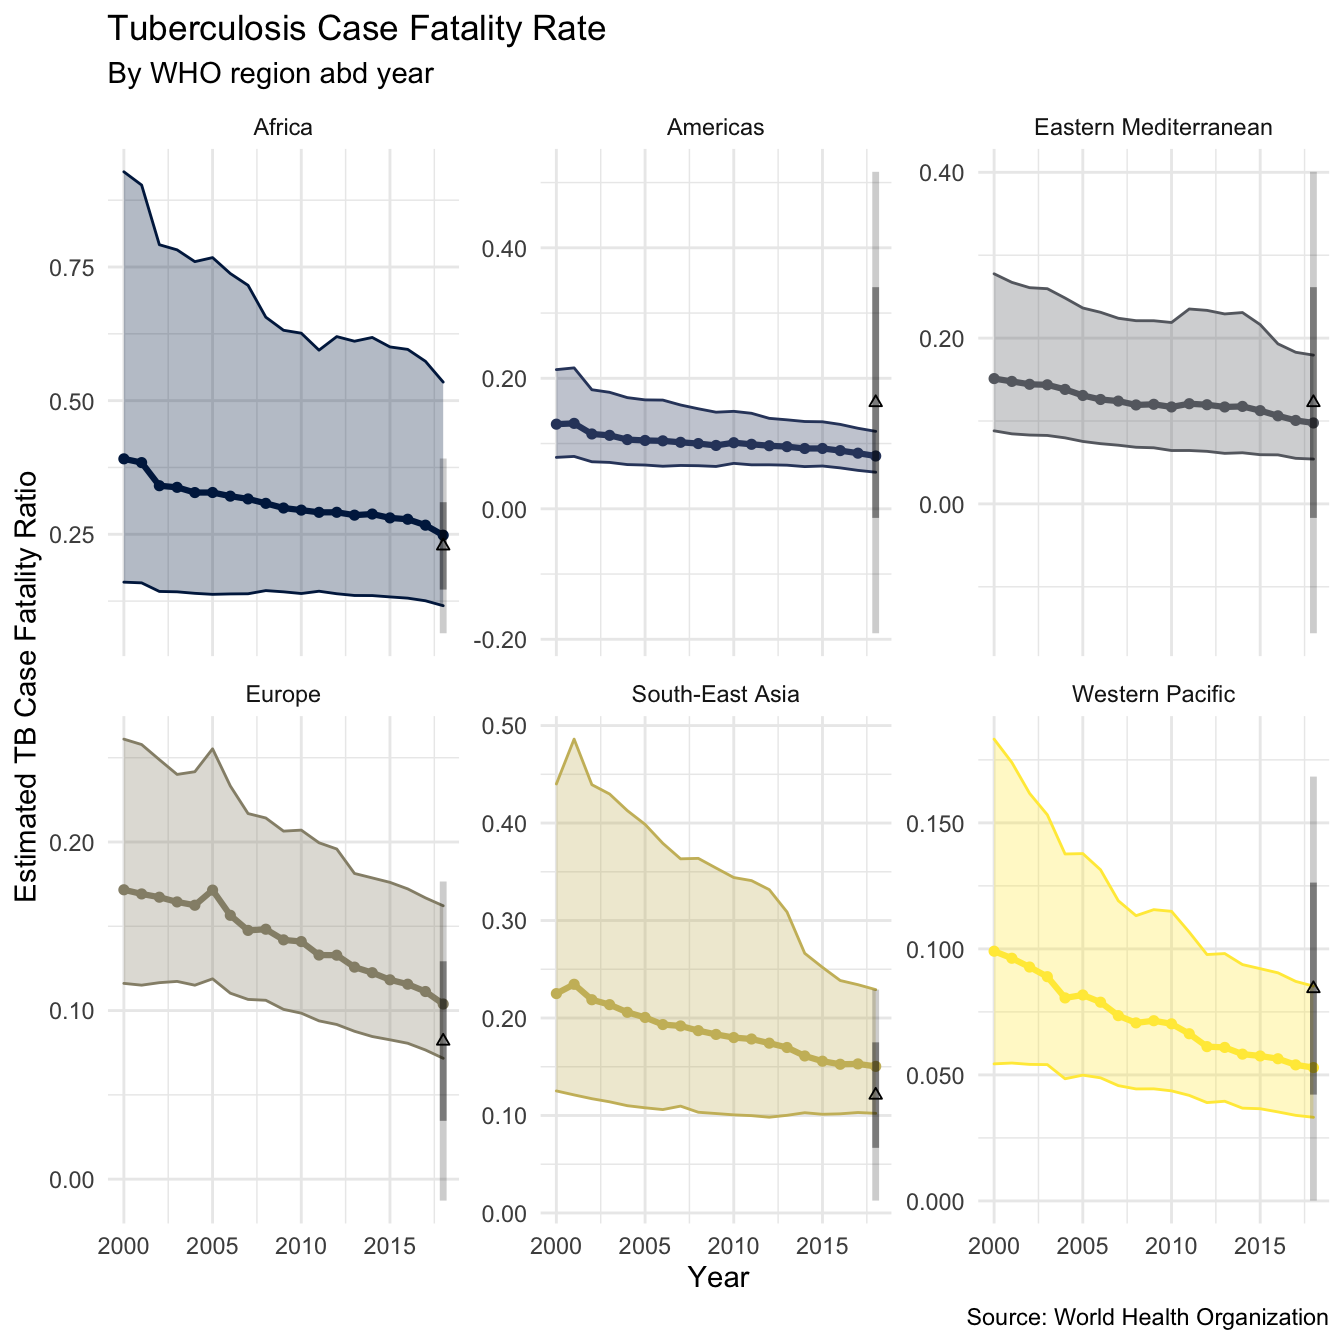 Tuberculosis Case Fatality Rate
By WHO region abd year
Africa
Americas
Eastern Mediterranean
0.75
0.50
0.25
0.40
0.20
0.00
-0.20
0.40
0.20
0.00
Estimated TB Case Fatality Ratio
Europe
South-East Asia
Western Pacific
0.20
0.10
0.00
0.50
0.40
0.30
0.20
0.10
0.00
0.150
0.100
0.050
0.000
2000 2005 2010 2015
2000 2005 2010 2015
2000 2005 2010 2015
Year
Source: World Health Organization